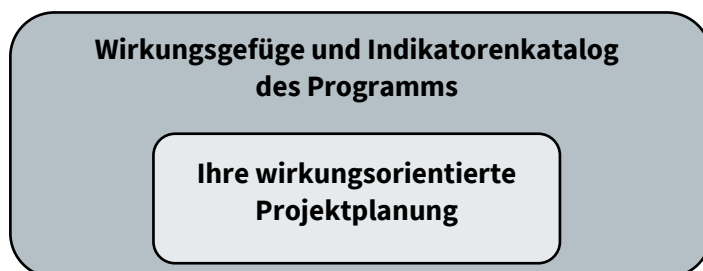 Wirkungsgefüge und Indikatorenkatalog
des Programms
Ihre wirkungsorientierte
Projektplanung